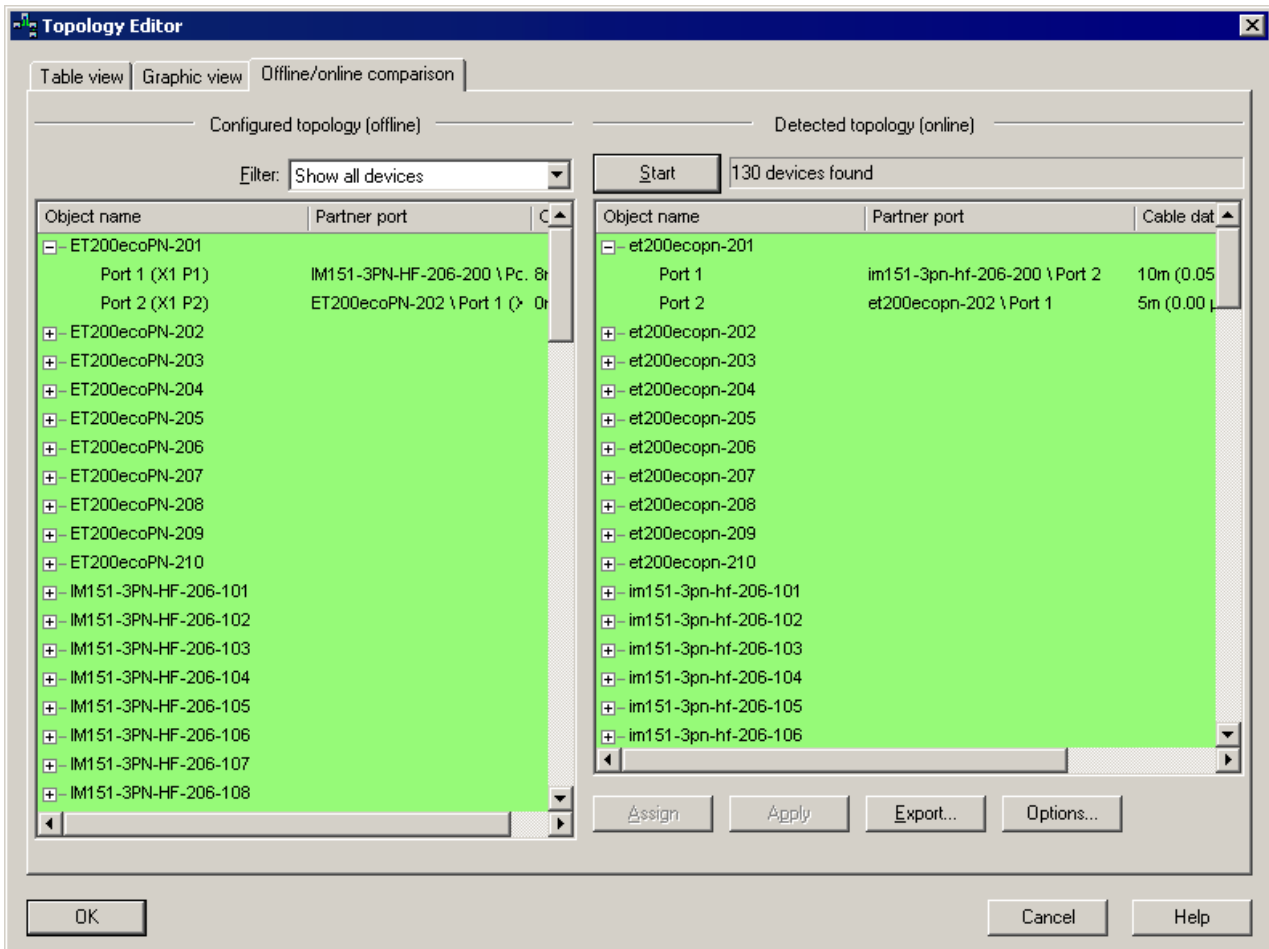 Topology Editor
Table view Graphic view Offline/online comparison
Configured topology (offline)
Filter: Show all devices
Object name Partner port
ET200ecoPN-201
Port 1 (X1 P1) IM151-3PN-HF-206-200 \ Pc.
Port 2 (X1 P2) ET200ecoPN-202 \ Port 1
ET200ecoPN-202
ET200ecoPN-203
ET200ecoPN-204
ET200ecoPN-205
ET200ecoPN-206
ET200ecoPN-207
ET200ecoPN-208
ET200ecoPN-209
ET200ecoPN-210
IM151-3PN-HF-206-101
IM151-3PN-HF-206-102
IM151-3PN-HF-206-103
IM151-3PN-HF-206-104
IM151-3PN-HF-206-105
IM151-3PN-HF-206-106
IM151-3PN-HF-206-107
IM151-3PN-HF-206-108
Detected topology (online)
Start 130 devices found
Object name Partner port Cable dat
et200ecopn-201
Port 1 im151-3pn-hf-206-200 \ Port 2 10m (0.05
Port 2 et200ecopn-202 \ Port 1 5m (0.00
et200ecopn-202
et200ecopn-203
et200ecopn-204
et200ecopn-205
et200ecopn-206
et200ecopn-207
et200ecopn-208
et200ecopn-209
et200ecopn-210
im151-3pn-hf-206-101
im151-3pn-hf-206-102
im151-3pn-hf-206-103
im151-3pn-hf-206-104
im151-3pn-hf-206-105
im151-3pn-hf-206-106
Assign Apply Export... Options...
OK Cancel Help